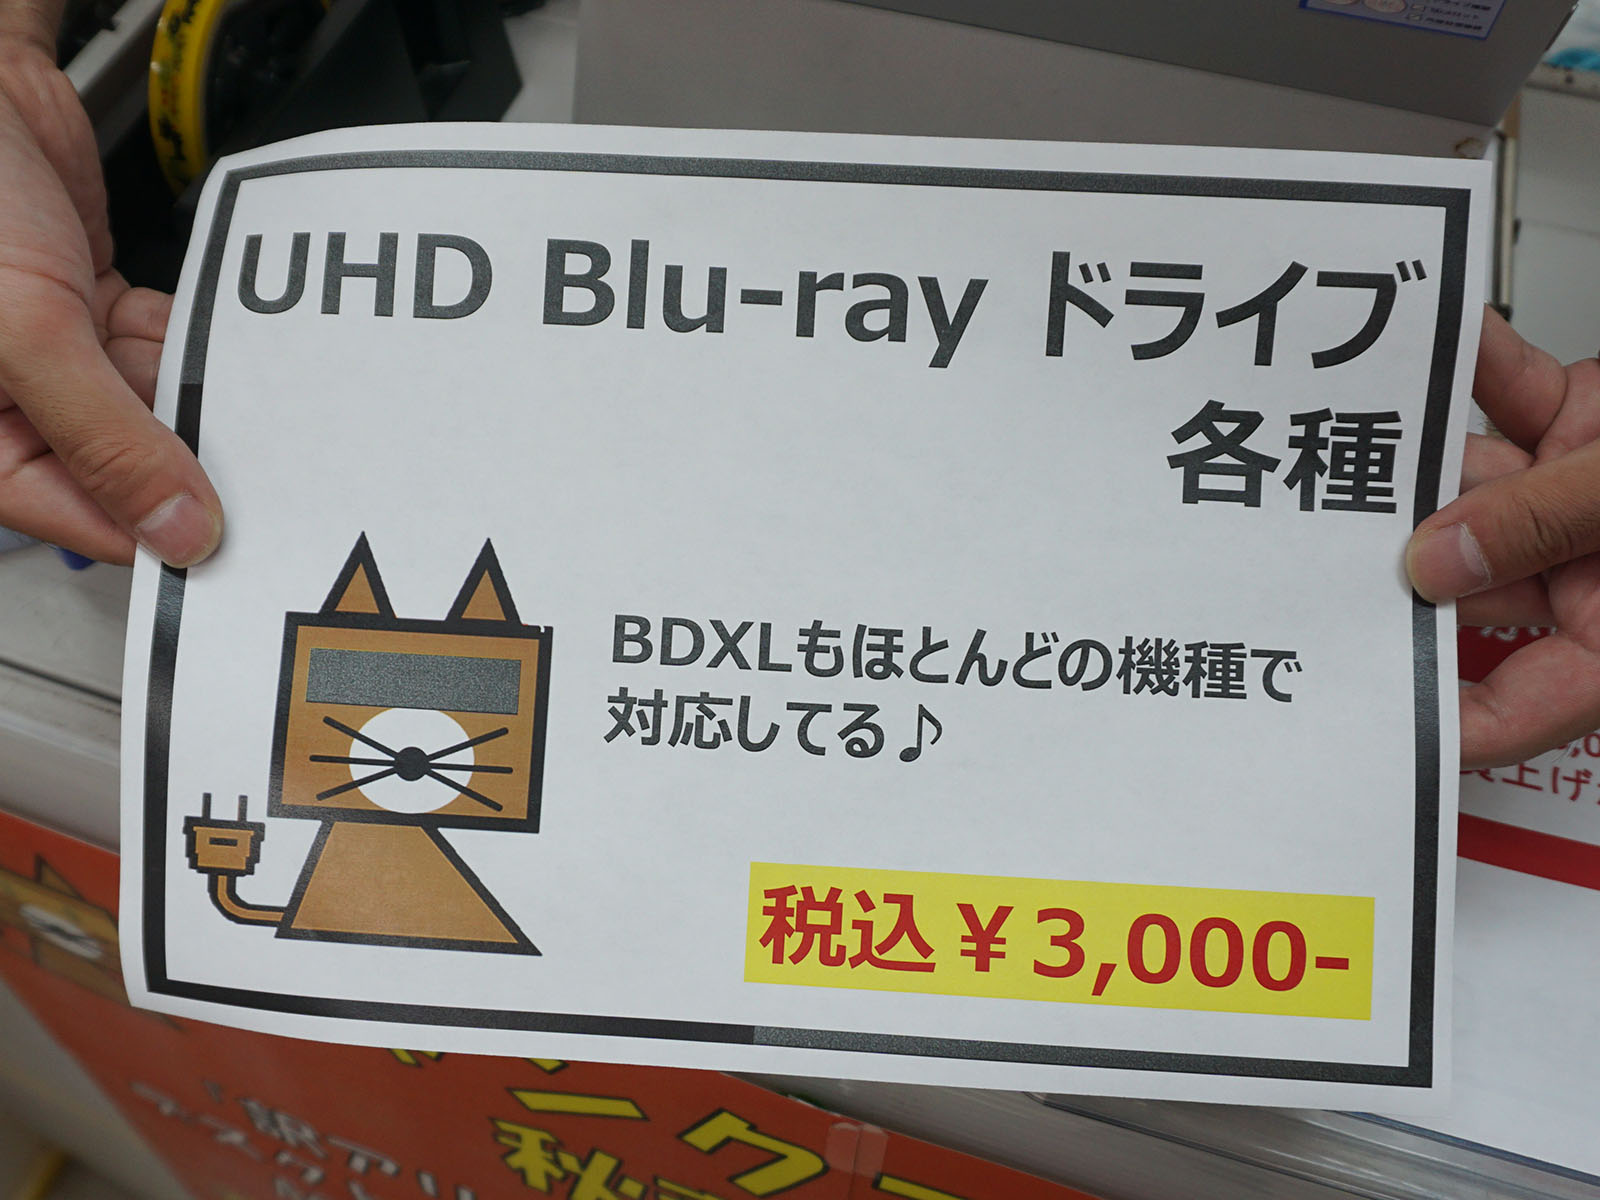 UHD Blu-ray ドライブ
各種
BDXLもほとんどの機種で
対応してる♪
税込￥3,000-